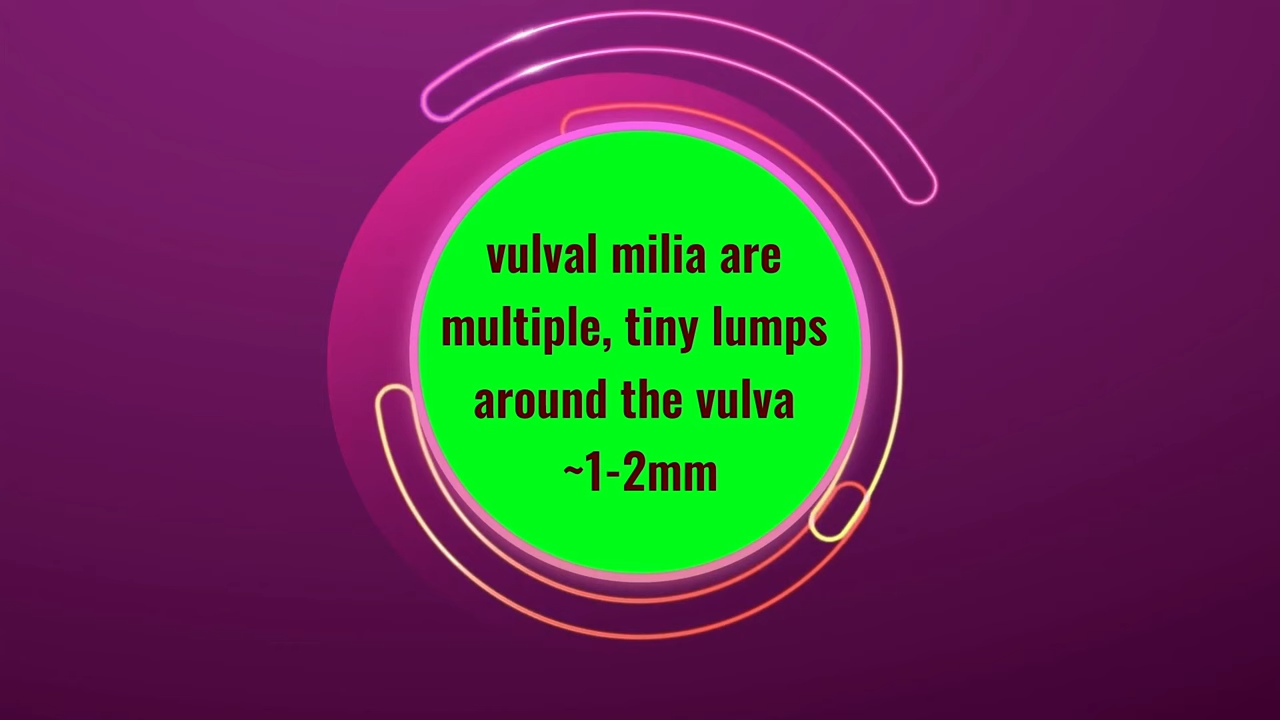 vulval milia are
multiple, tiny lumps
around the vulva
~1-2mm